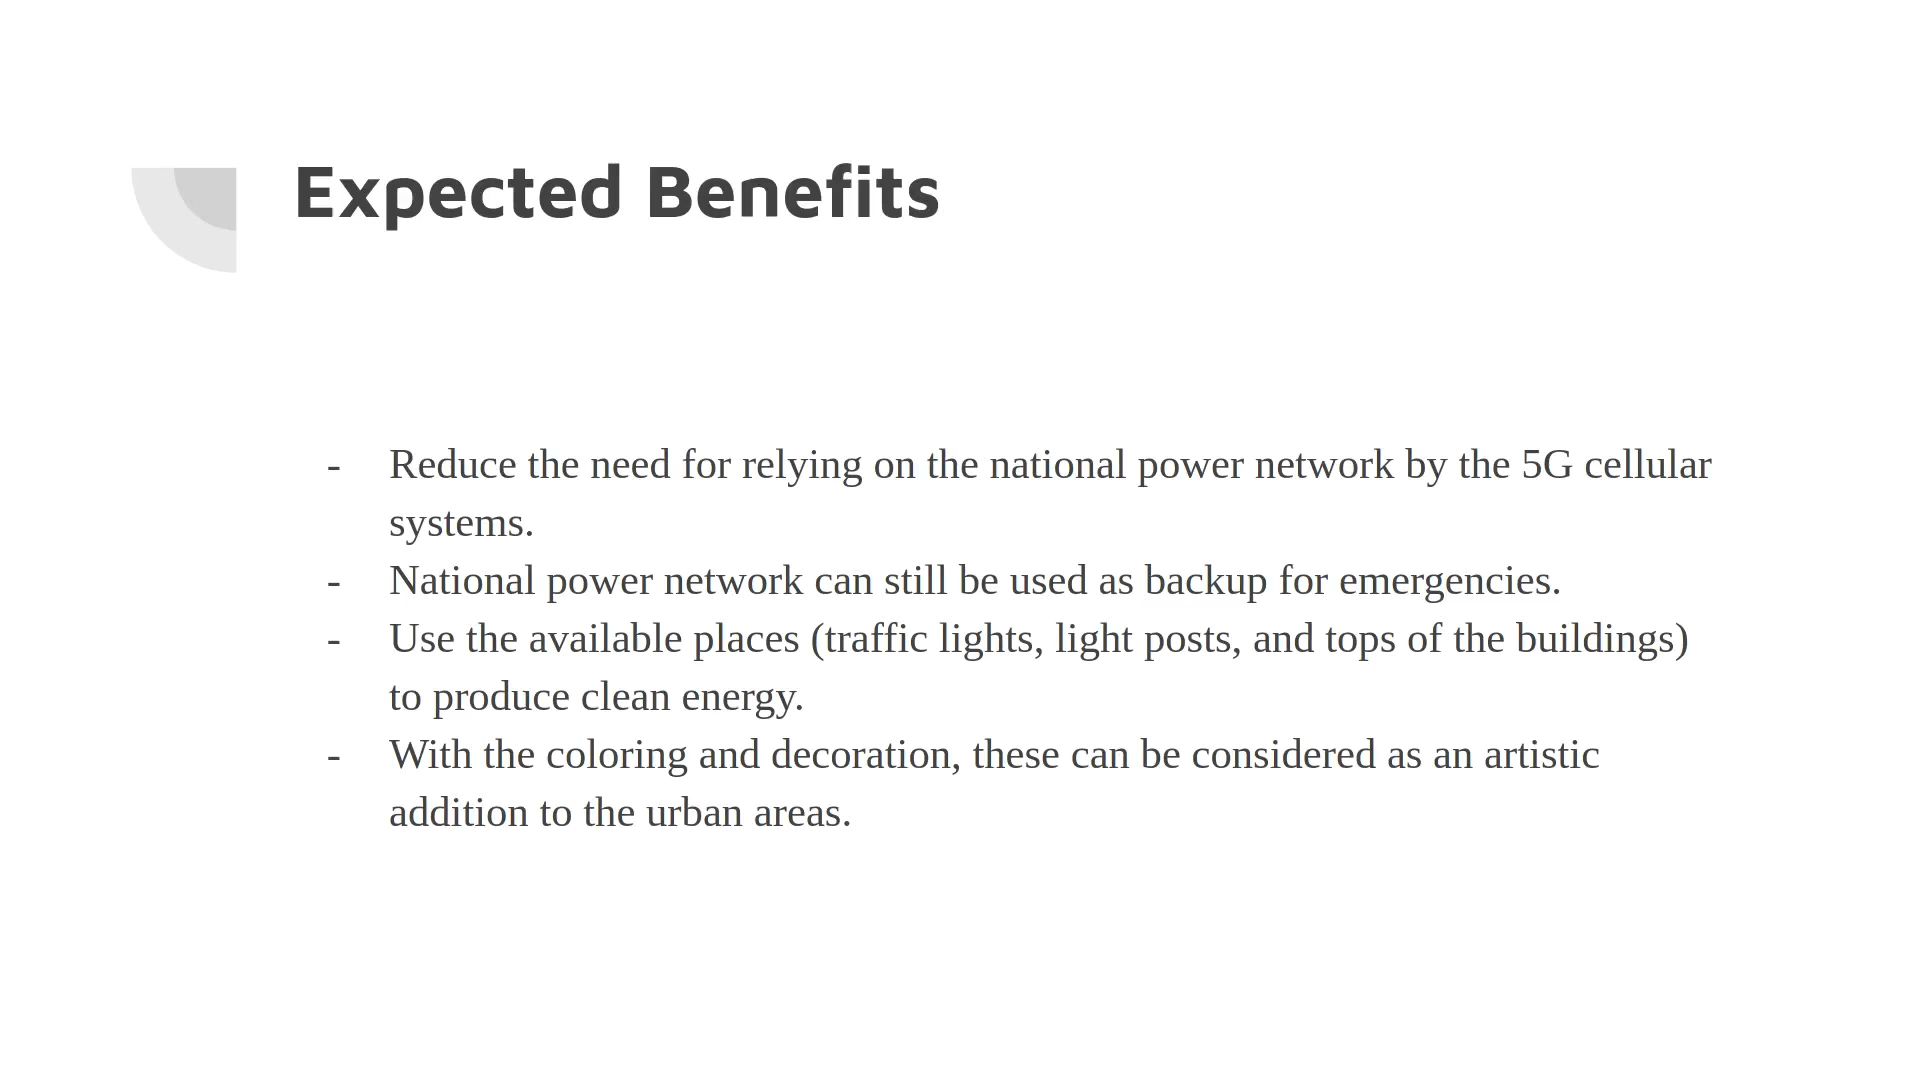 Expected Benefits
- Reduce the need for relying on the national power network by the 5G cellular
systems.
- National power network can still be used as backup for emergencies.
- Use the available places (traffic lights, light posts, and tops of the buildings)
to produce clean energy.
- With the coloring and decoration, these can be considered as an artistic
addition to the urban areas.